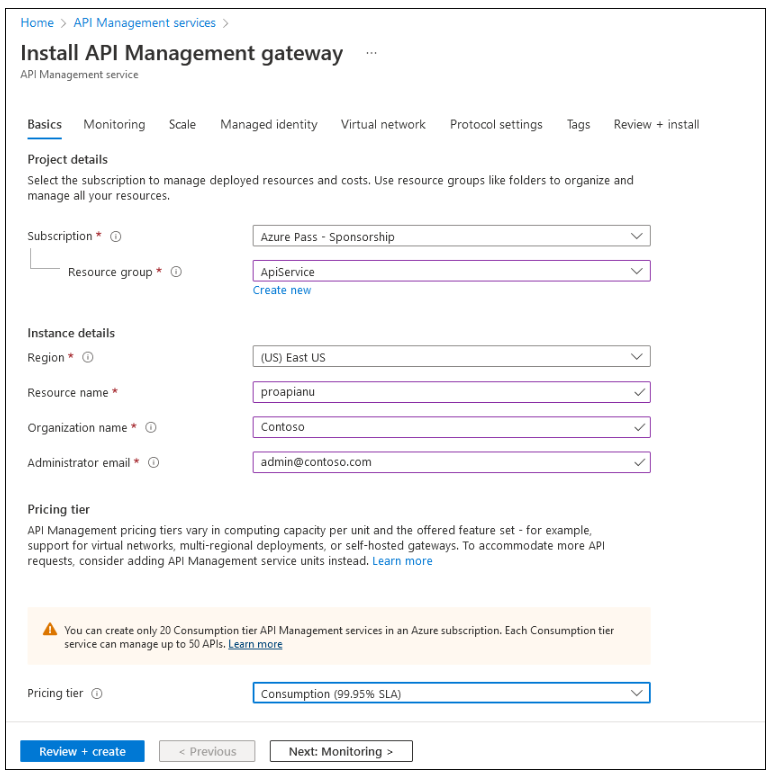 Home > API Management services >
Install API Management gateway ...
API Management service
Basics Monitoring Scale Managed identity Virtual network Protocol settings Tags Review + install
Project details
Select the subscription to manage deployed resources and costs. Use resource groups like folders to organize and
manage all your resources.
Subscription * Azure Pass - Sponsorship
Resource group * ApiService
Create new
Instance details
Region * (US) East US
Resource name * proapianu
Organization name * Contoso
Administrator email * admin@contoso.com
Pricing tier
API Management pricing tiers vary in computing capacity per unit and the offered feature set - for example,
support for virtual networks, multi-regional deployments, or self-hosted gateways. To accommodate more API
requests, consider adding API Management service units instead. Learn more
You can create only 20 Consumption tier API Management services in an Azure subscription. Each Consumption tier
service can manage up to 50 APIs. Learn more
Pricing tier Consumption (99.95% SLA)
Review + create < Previous Next: Monitoring >